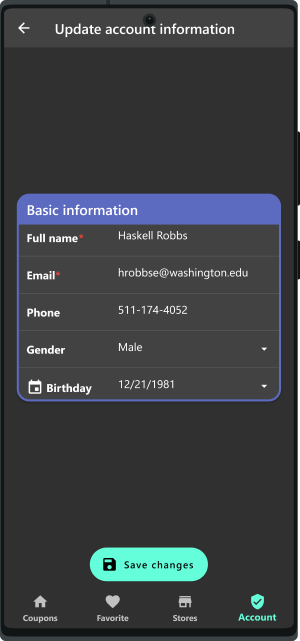 Update account information
Basic information
Full name* Haskell Robbs
Email* hrobbse@washington.edu
Phone 511-174-4052
Gender Male
Birthday 12/21/1981
Save changes
Coupons Favorite Stores Account